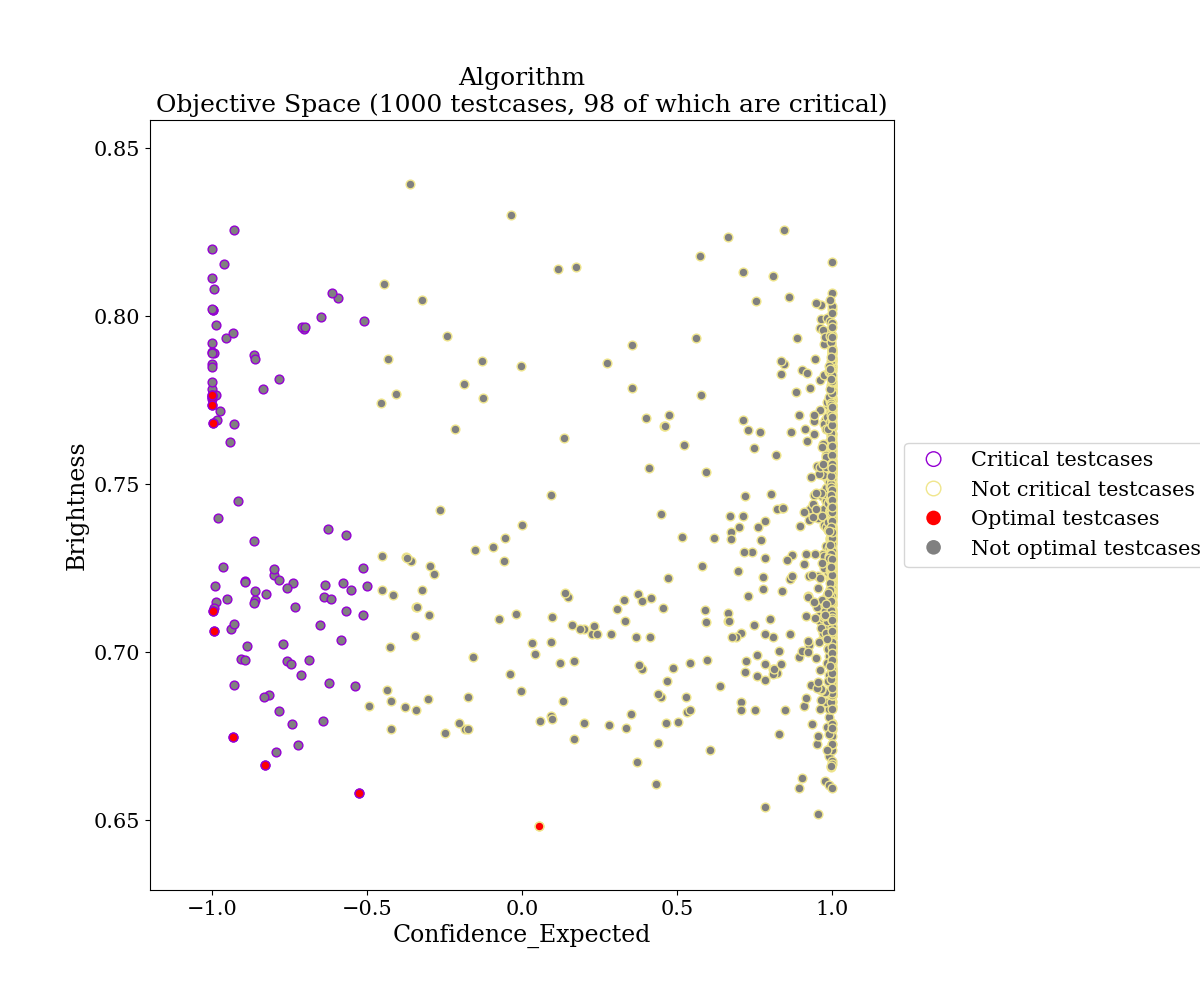 Algorithm
Objective Space (1000 testcases, 98 of which are critical)
0.85
0.80
0.75
0.70
0.65
Brightness
−1.0
−0.5
0.0
0.5
1.0
Confidence_Expected
Critical testcases
Not critical testcases
Optimal testcases
Not optimal testcases